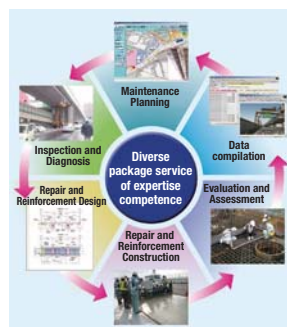 Maintenance
Planning
Inspection and
Diagnosis
Data
compilation
Diverse
package service
of expertise
competence
Repair and
Reinforcement Design
Evaluation and
Assessment
Repair and
Reinforcement
Construction